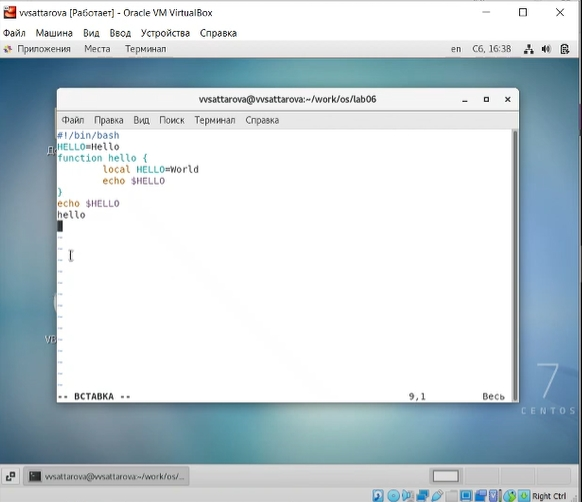 vvsattarova [Работает] - Oracle VM VirtualBox
Файл Машина Вид Ввод Устройства Справка
Приложения Места Терминал en Сб, 16:38
vvsattarova@vvsattarova:~/work/os/lab06
Файл Правка Вид Поиск Терминал Справка
#!/bin/bash
HELLO=Hello
function hello {
local HELLO=World
echo $HELLO
}
echo $HELLO
hello
~
~
~
~
~
~
~
~
~
~
~
~
~
~
-- ВСТАВКА -- 9,1 Весь
7
CENTOS
vvsattarova@vvsattarova:~/work/os/...
Right Ctrl